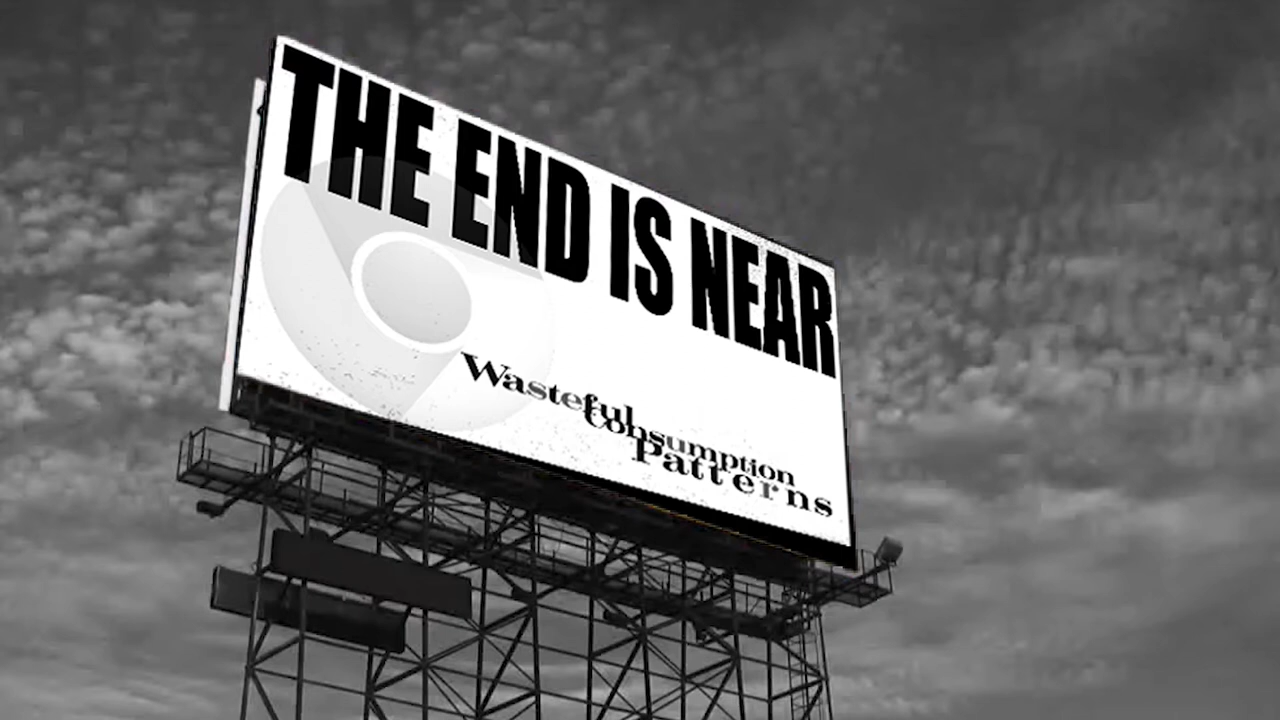 THE END IS NEAR
Wasteful
Consumption
Patterns